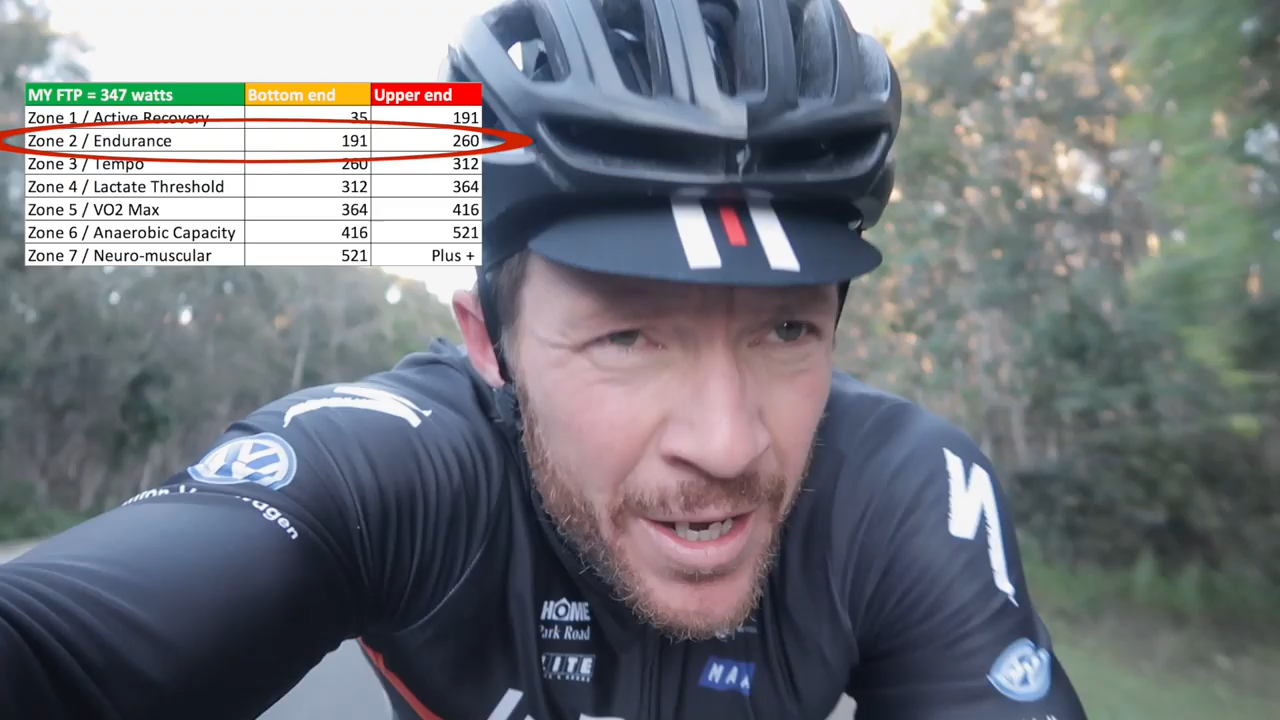 MY FTP = 347 watts Bottom end Upper end
Zone 1 / Active Recovery 35 191
Zone 2 / Endurance 191 260
Zone 3 / Tempo 260 312
Zone 4 / Lactate Threshold 312 364
Zone 5 / VO2 Max 364 416
Zone 6 / Anaerobic Capacity 416 521
Zone 7 / Neuro-muscular 521 Plus +
HOME
Park Road